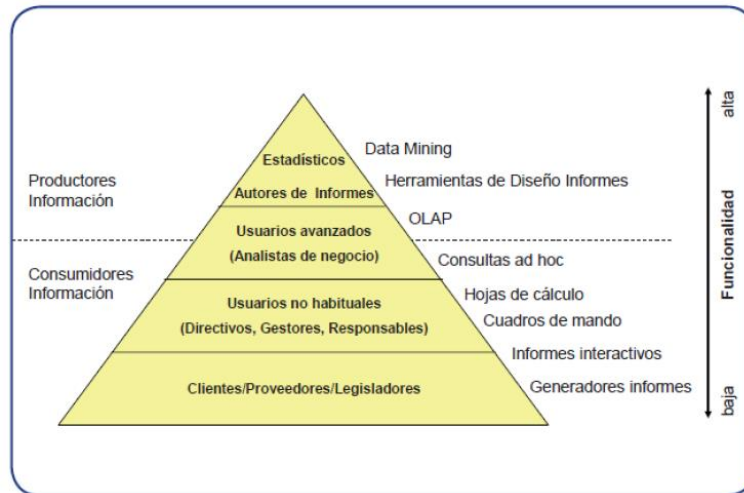 alta
Estadísticos
Data Mining
Productores
Información
Herramientas de Diseño Informes
Autores de Informes
OLAP
Usuarios avanzados
(Analistas de negocio)
Consultas ad hoc
Consumidores
Información
Funcionalidad
Hojas de cálculo
Usuarios no habituales
(Directivos, Gestores, Responsables)
Cuadros de mando
Informes interactivos
Clientes/Proveedores/Legisladores
Generadores informes
baja